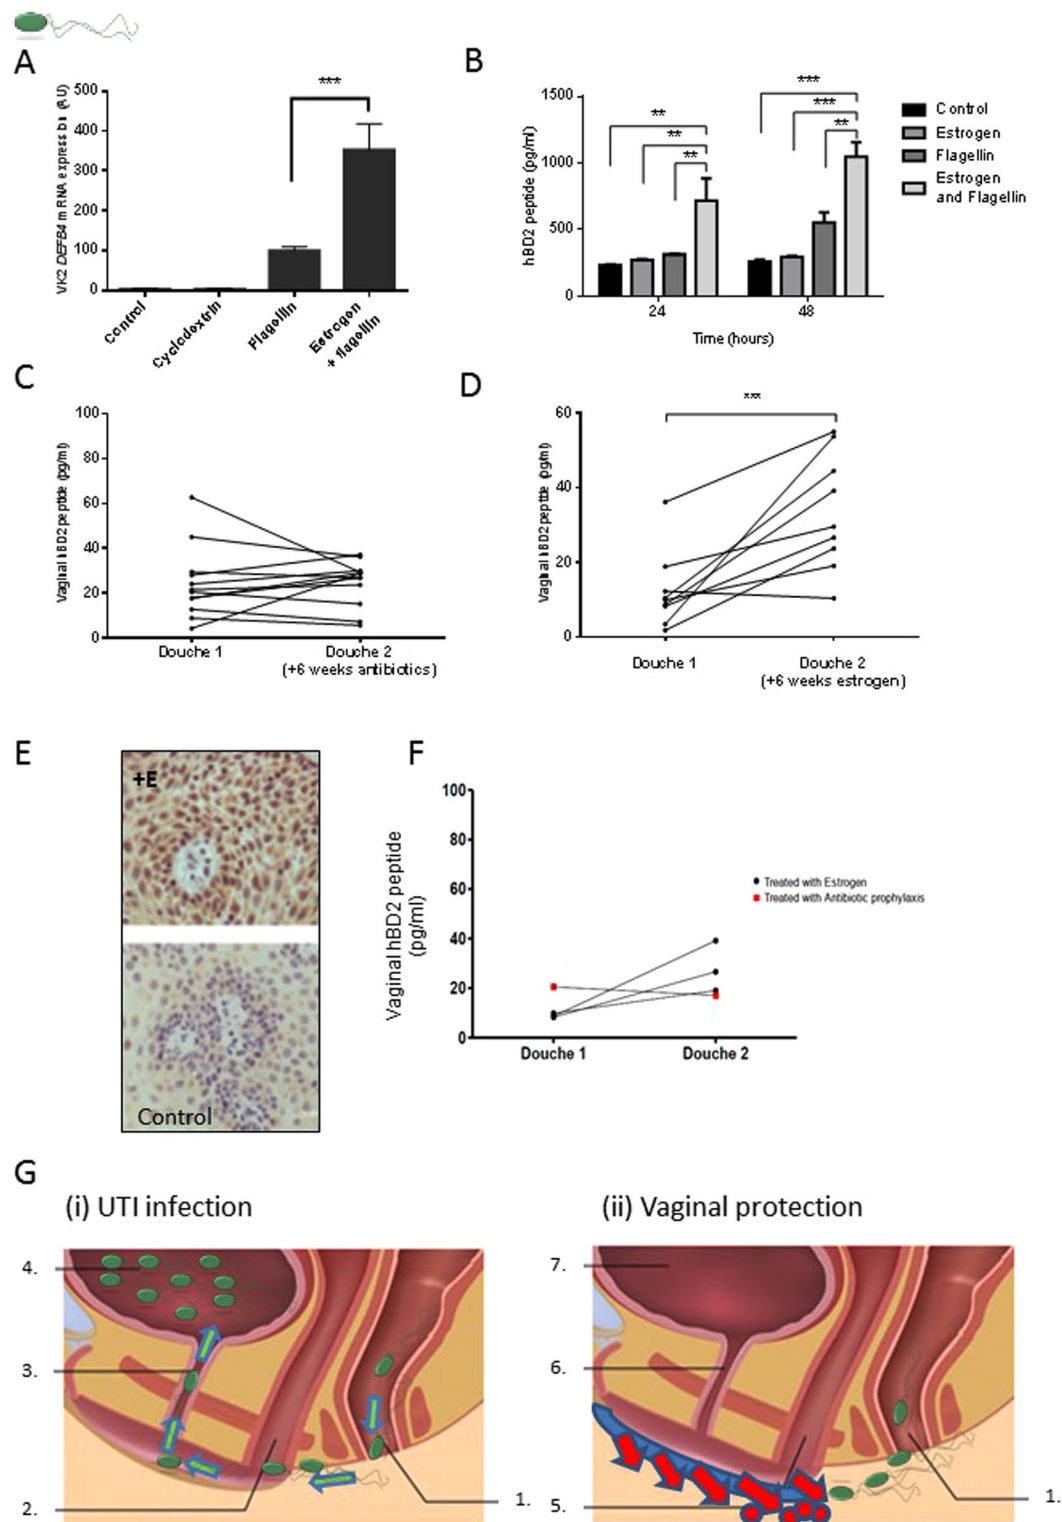 A
VK2 DEFB4 mRNA expression (AU)
500
400
300
200
100
0
***
Control
Cyclodextrin
Flagellin
Estrogen
+ flagellin
B
hBD2 peptide (pg/ml)
1500
1000
500
0
**
**
**
***
***
**
24
48
Time (hours)
Control
Estrogen
Flagellin
Estrogen
and Flagellin
C
Vaginal hBD2 peptide (pg/ml)
100
80
60
40
20
0
Douche 1
Douche 2
(+6 weeks antibiotics)
D
Vaginal hBD2 peptide (pg/ml)
60
40
20
0
***
Douche 1
Douche 2
(+6 weeks estrogen)
E
+E
Control
F
Vaginal hBD2 peptide
(pg/ml)
100
80
60
40
20
0
Treated with Estrogen
Treated with Antibiotic prophylaxis
Douche 1
Douche 2
G
(i) UTI infection
4.
3.
2.
1.
(ii) Vaginal protection
7.
6.
5.
1.